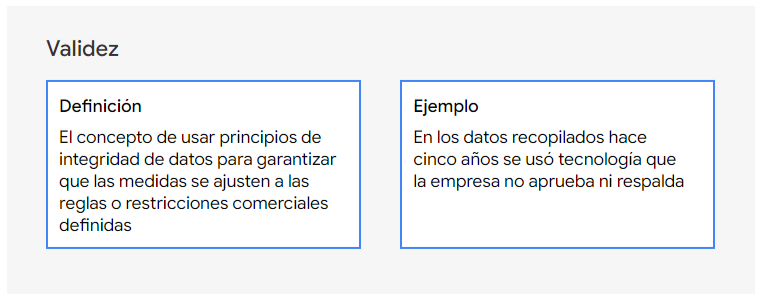 Validez
Definición
El concepto de usar principios de
integridad de datos para garantizar
que las medidas se ajusten a las
reglas o restricciones comerciales
definidas
Ejemplo
En los datos recopilados hace
cinco años se usó tecnología que
la empresa no aprueba ni respalda